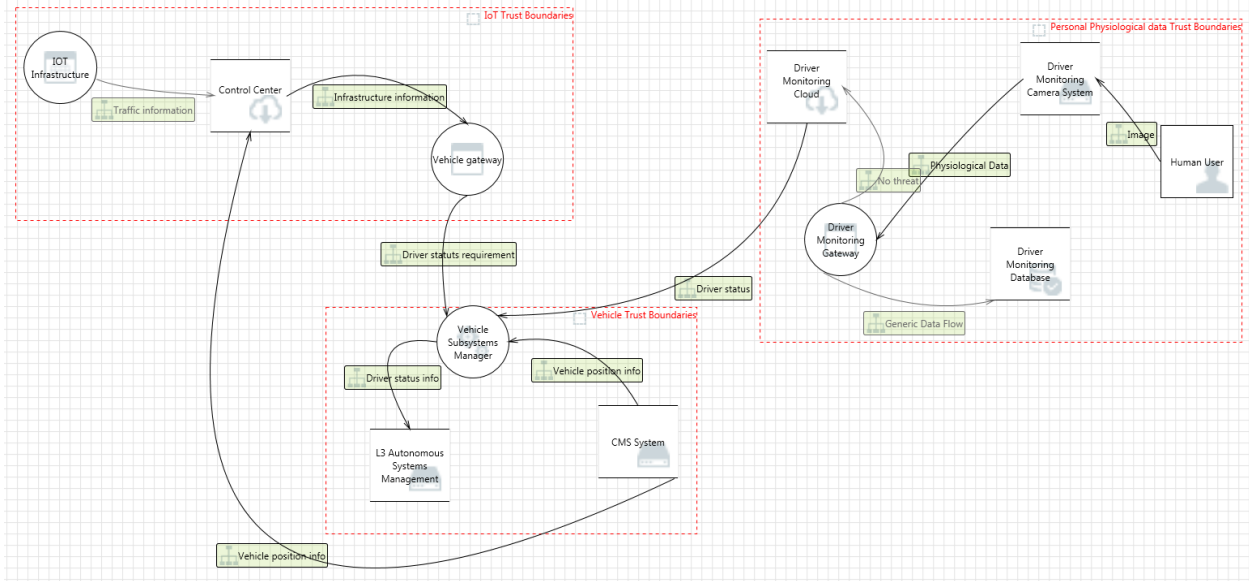 IoT Trust Boundaries
Personal Physiological data Trust Boundaries
IOT
Infrastructure
Traffic information
Control Center
Infrastructure information
Vehicle gateway
Driver
Monitoring
Cloud
Driver
Monitoring
Camera System
Image
Human User
Physiological Data
No threat
Driver
Monitoring
Gateway
Driver
Monitoring
Database
Generic Data Flow
Driver statuts requirement
Driver status
Vehicle Trust Boundaries
Vehicle
Subsystems
Manager
Driver status info
Vehicle position info
L3 Autonomous
Systems
Management
CMS System
Vehicle position info